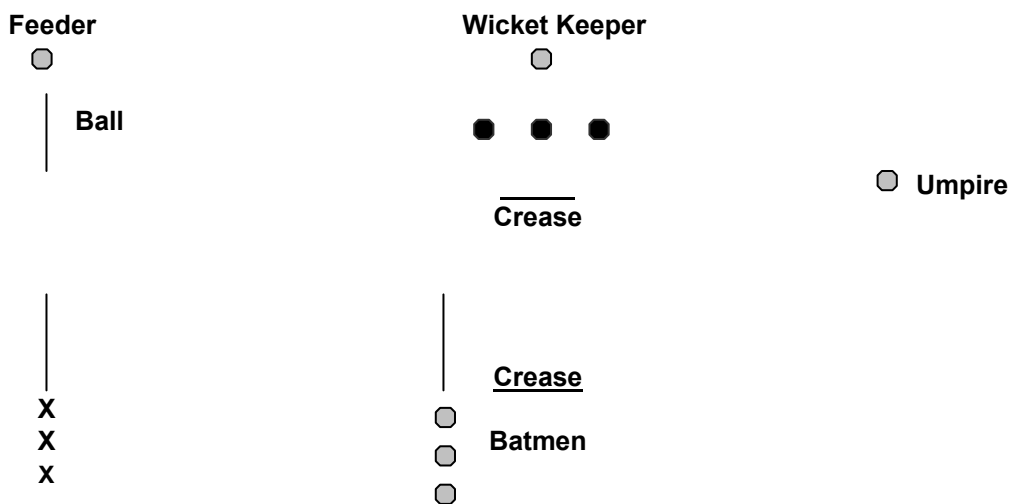 Feeder
Wicket Keeper
Ball
Umpire
Crease
Crease
X
X
Batmen
X